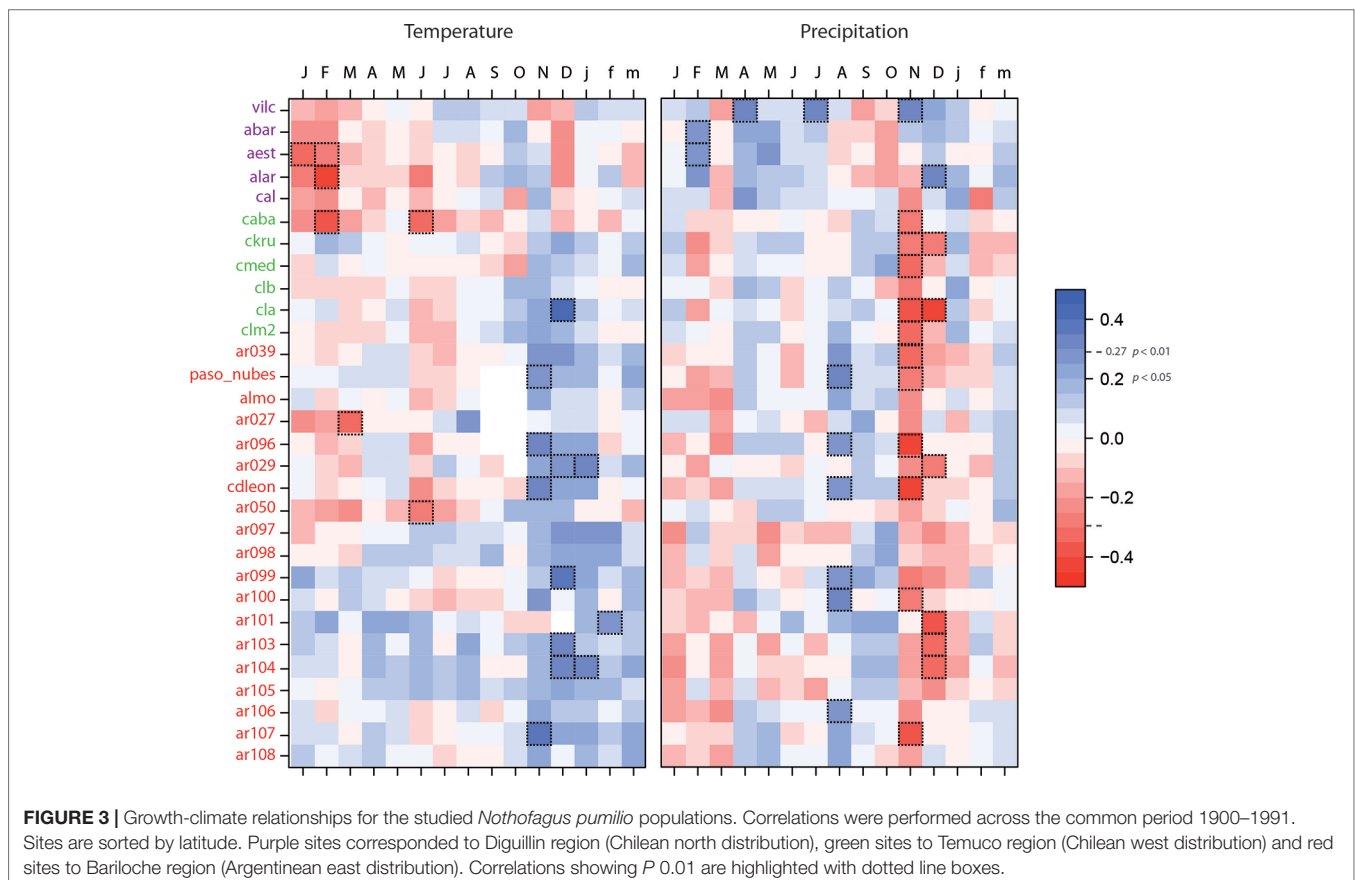 Temperature
Precipitation
J F M A M J J A S O N D j f m
J F M A M J J A S O N D j f m
vilc
abar
aest
alar
cal
caba
ckru
cmed
clb
cla
clm2
ar039
paso_nubes
almo
ar027
ar096
ar029
cdleon
ar050
ar097
ar098
ar099
ar100
ar101
ar103
ar104
ar105
ar106
ar107
ar108
0.4
- 0.27 p < 0.01
0.2 p < 0.05
0.0
−0.2
-
−0.4
FIGURE 3 | Growth-climate relationships for the studied Nothofagus pumilio populations. Correlations were performed across the common period 1900–1991.
Sites are sorted by latitude. Purple sites corresponded to Diguillin region (Chilean north distribution), green sites to Temuco region (Chilean west distribution) and red
sites to Bariloche region (Argentinean east distribution). Correlations showing P 0.01 are highlighted with dotted line boxes.